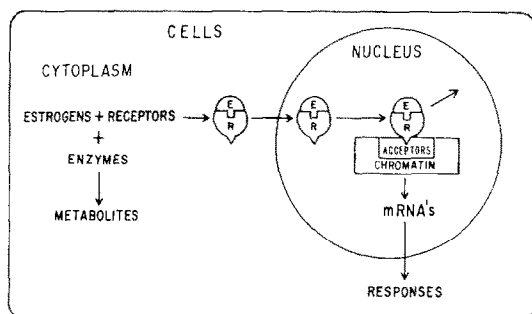 CELLS
NUCLEUS
CYTOPLASM
ESTROGENS + RECEPTORS
+
ENZYMES
METABOLITES
E
R
E
R
E
R
ACCEPTORS
CHROMATIN
mRNA's
RESPONSES